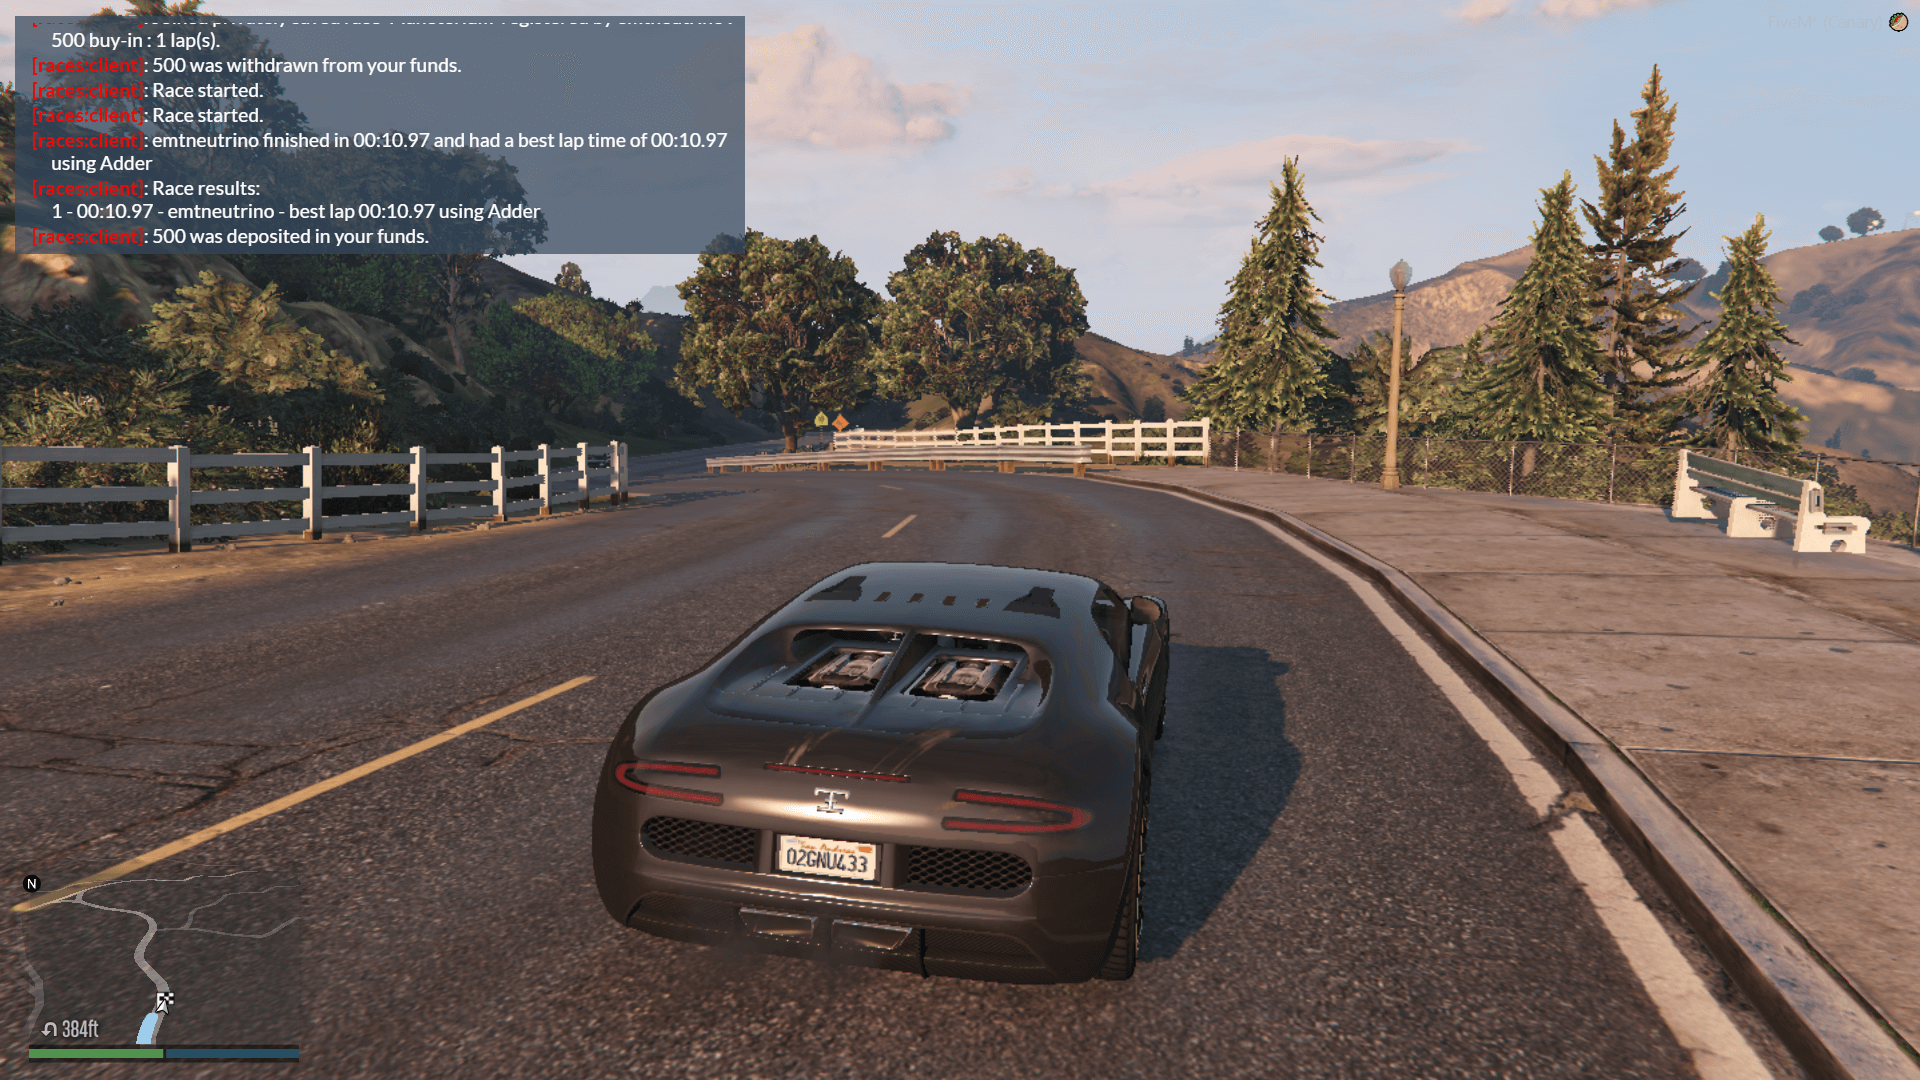 500 buy-in : 1 lap(s).
[races:client]: 500 was withdrawn from your funds.
[races:client]: Race started.
[races:client]: Race started.
[races:client]: emtneutrino finished in 00:10.97 and had a best lap time of 00:10.97
using Adder
[races:client]: Race results:
1 - 00:10.97 - emtneutrino - best lap 00:10.97 using Adder
[races:client]: 500 was deposited in your funds.
San Andreas
02GNU433
N
384ft